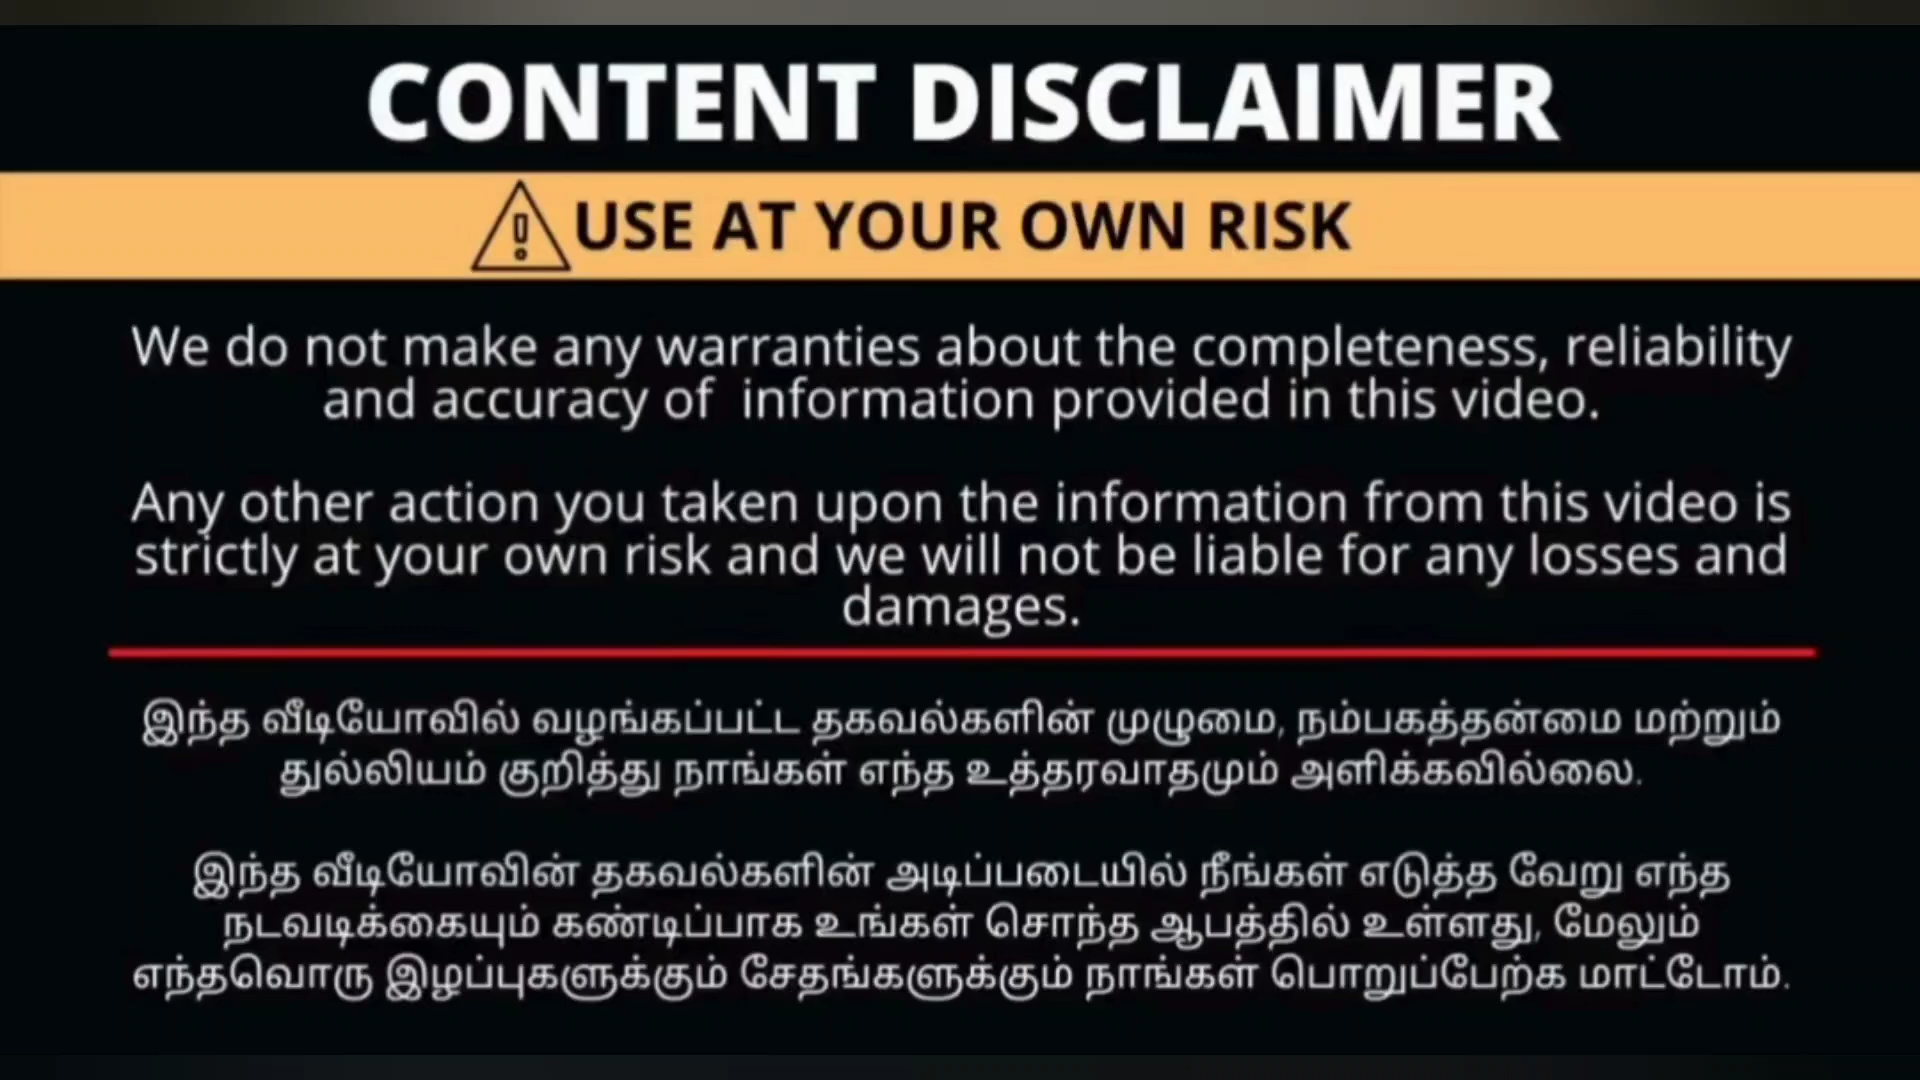 CONTENT DISCLAIMER
USE AT YOUR OWN RISK
We do not make any warranties about the completeness, reliability
and accuracy of information provided in this video.
Any other action you taken upon the information from this video is
strictly at your own risk and we will not be liable for any losses and
damages.
இந்த வீடியோவில் வழங்கப்பட்ட தகவல்களின் முழுமை, நம்பகத்தன்மை மற்றும்
துல்லியம் குறித்து நாங்கள் எந்த உத்தரவாதமும் அளிக்கவில்லை.
இந்த வீடியோவின் தகவல்களின் அடிப்படையில் நீங்கள் எடுத்த வேறு எந்த
நடவடிக்கையும் கண்டிப்பாக உங்கள் சொந்த ஆபத்தில் உள்ளது, மேலும்
எந்தவொரு இழப்புகளுக்கும் சேதங்களுக்கும் நாங்கள் பொறுப்பேற்க மாட்டோம்.